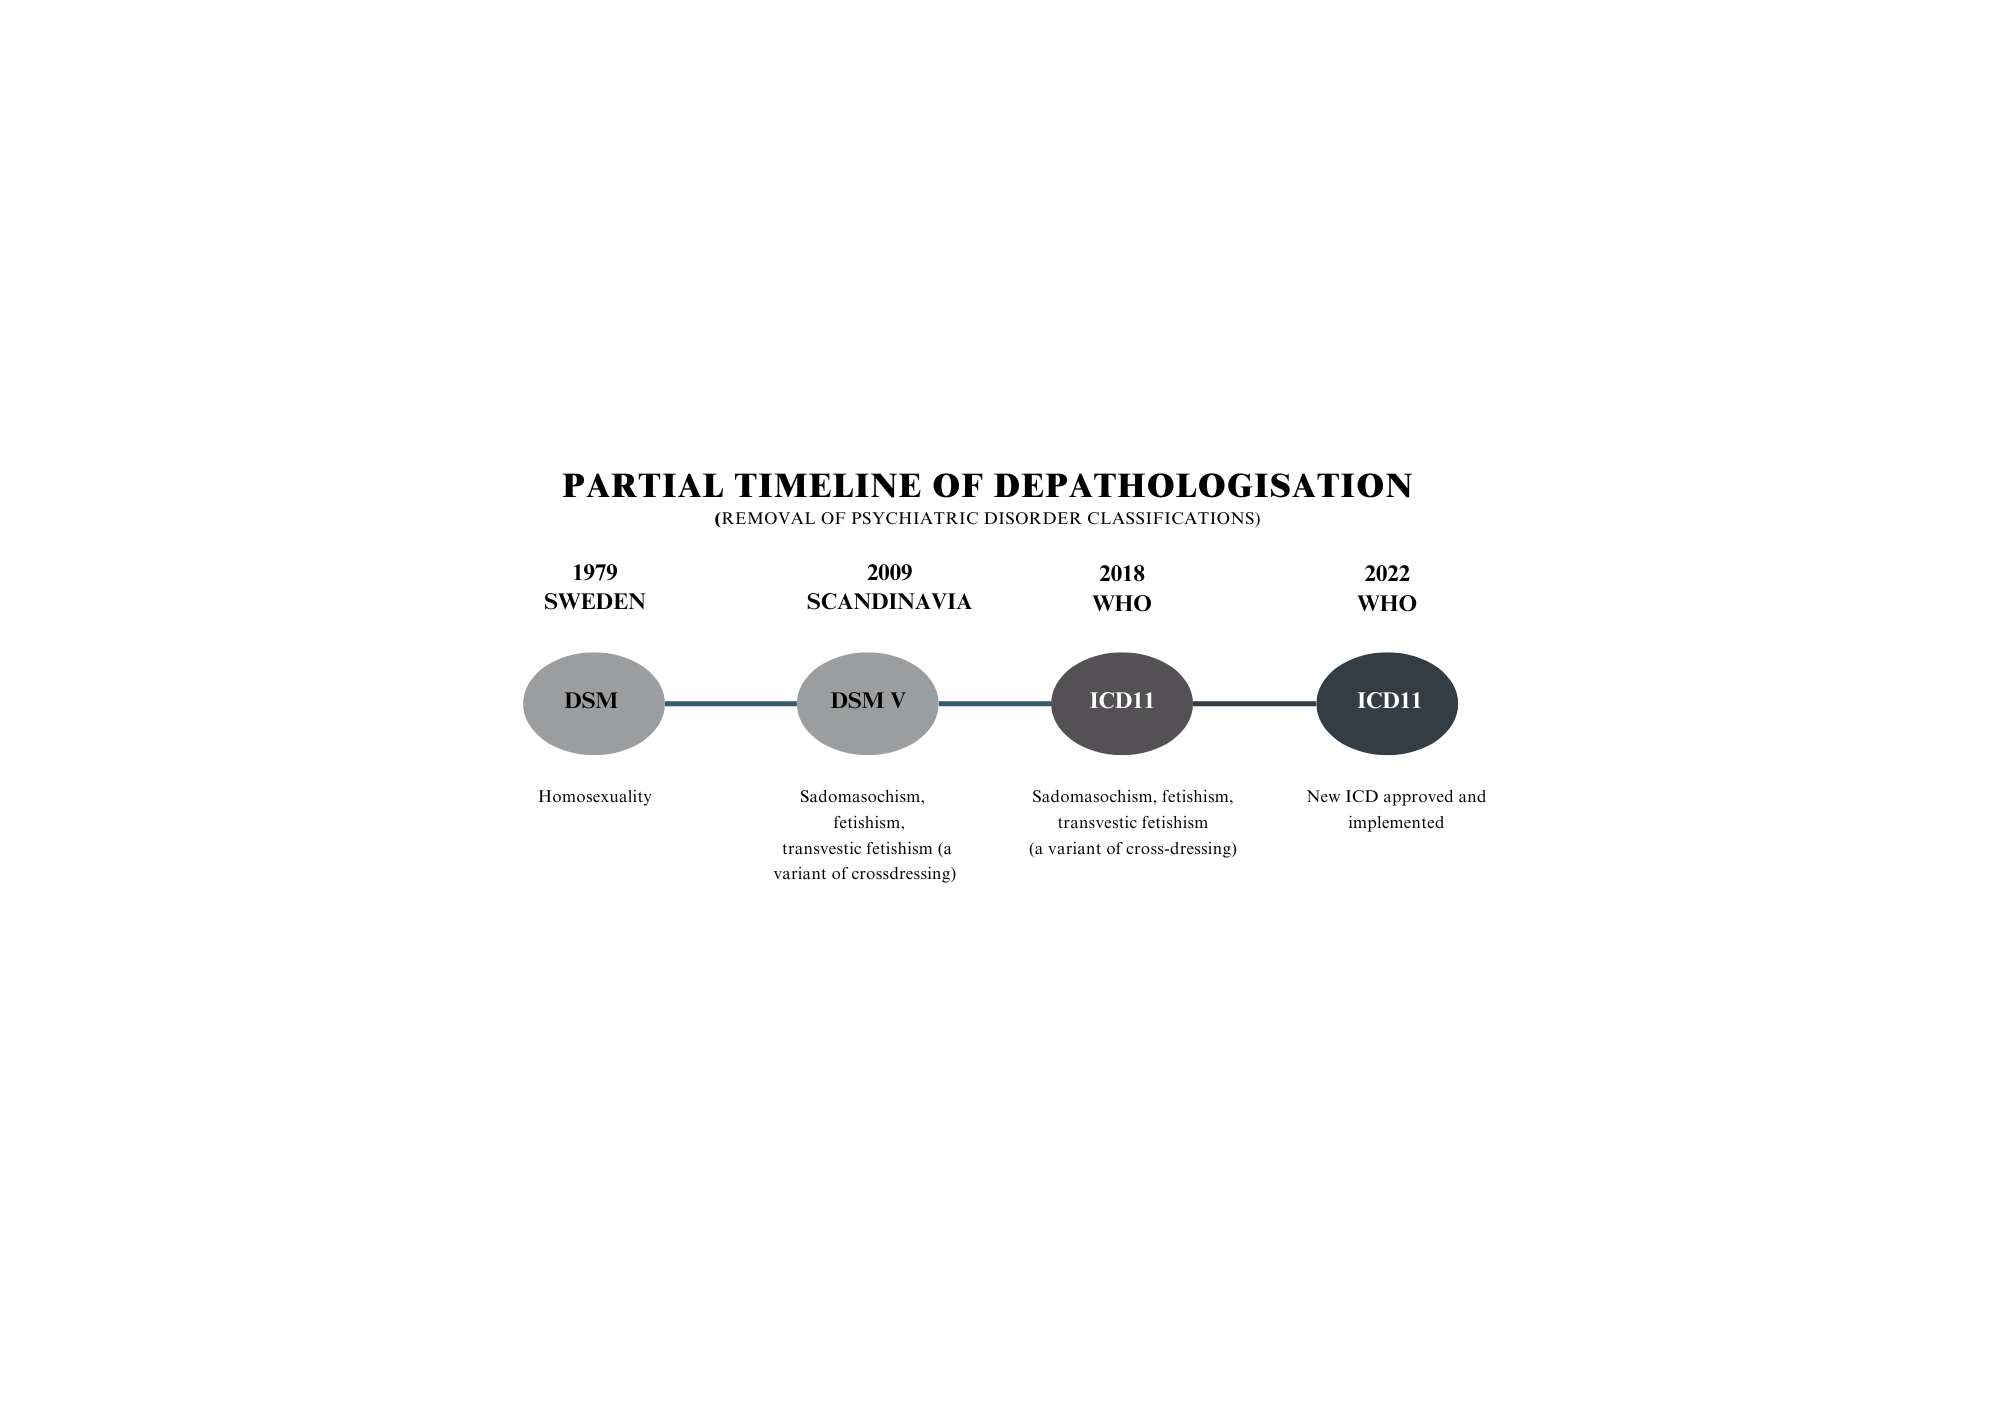 PARTIAL TIMELINE OF DEPATHOLOGISATION
(REMOVAL OF PSYCHIATRIC DISORDER CLASSIFICATIONS)
1979
SWEDEN
DSM
Homosexuality
2009
SCANDINAVIA
DSM V
Sadomasochism,
fetishism,
transvestic fetishism (a
variant of crossdressing)
2018
WHO
ICD11
Sadomasochism, fetishism,
transvestic fetishism
(a variant of cross-dressing)
2022
WHO
ICD11
New ICD approved and
implemented